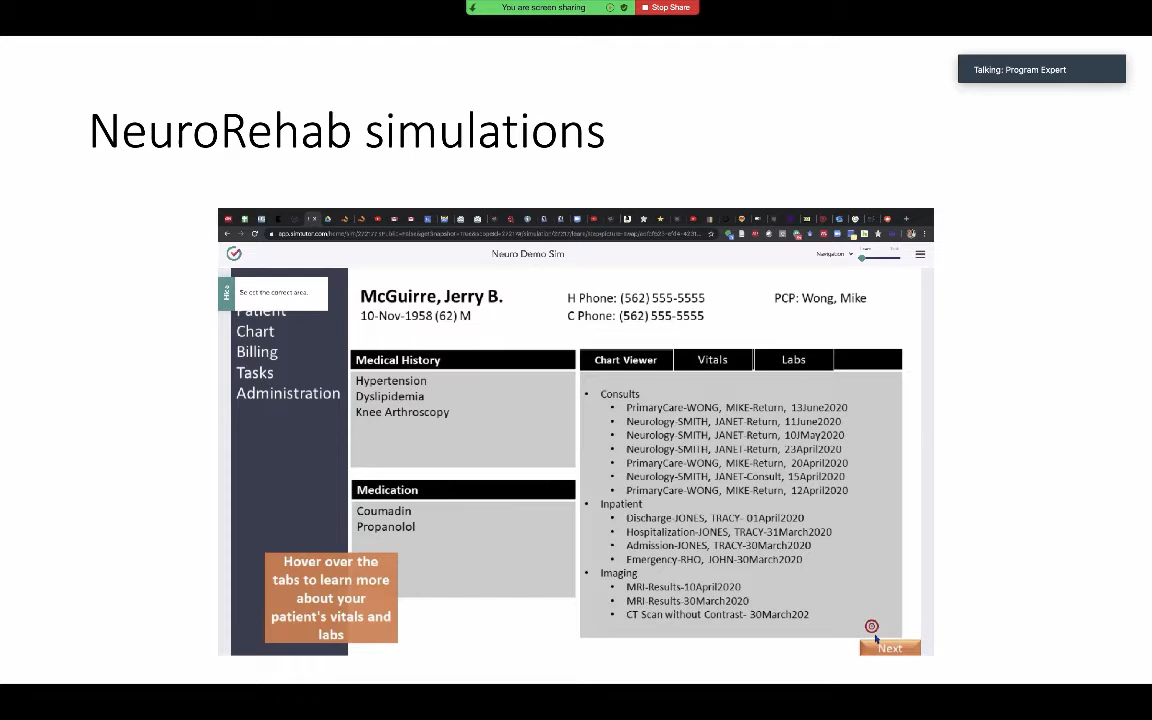 You are screen sharing
Stop Share
Talking: Program Expert
NeuroRehab simulations
Neuro Demo Sim
Navigation
Learn
Test
Hide
Select the correct area.
Patient
Chart
Billing
Tasks
Administration
McGuirre, Jerry B.
10-Nov-1958 (62) M
H Phone: (562) 555-5555
C Phone: (562) 555-5555
PCP: Wong, Mike
Medical History
Hypertension
Dyslipidemia
Knee Arthroscopy
Medication
Coumadin
Propanolol
Hover over the
tabs to learn more
about your
patient's vitals and
labs
Chart Viewer Vitals Labs
• Consults
• PrimaryCare-WONG, MIKE-Return, 13June2020
• Neurology-SMITH, JANET-Return, 11June2020
• Neurology-SMITH, JANET-Return, 10JMay2020
• Neurology-SMITH, JANET-Return, 23April2020
• PrimaryCare-WONG, MIKE-Return, 20April2020
• Neurology-SMITH, JANET-Consult, 15April2020
• PrimaryCare-WONG, MIKE-Return, 12April2020
• Inpatient
• Discharge-JONES, TRACY- 01April2020
• Hospitalization-JONES, TRACY-31March2020
• Admission-JONES, TRACY-30March2020
• Emergency-RHO, JOHN-30March2020
• Imaging
• MRI-Results-10April2020
• MRI-Results-30March2020
• CT Scan without Contrast- 30March202
Next